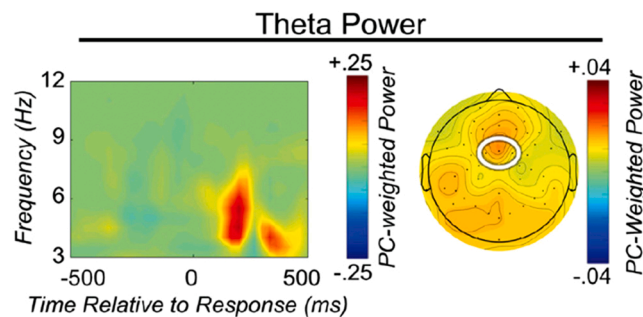 Theta Power
+.25
PC-weighted Power
-.25
12
9
6
3
Frequency (Hz)
-500
0
500
Time Relative to Response (ms)
+.04
PC-Weighted Power
-.04